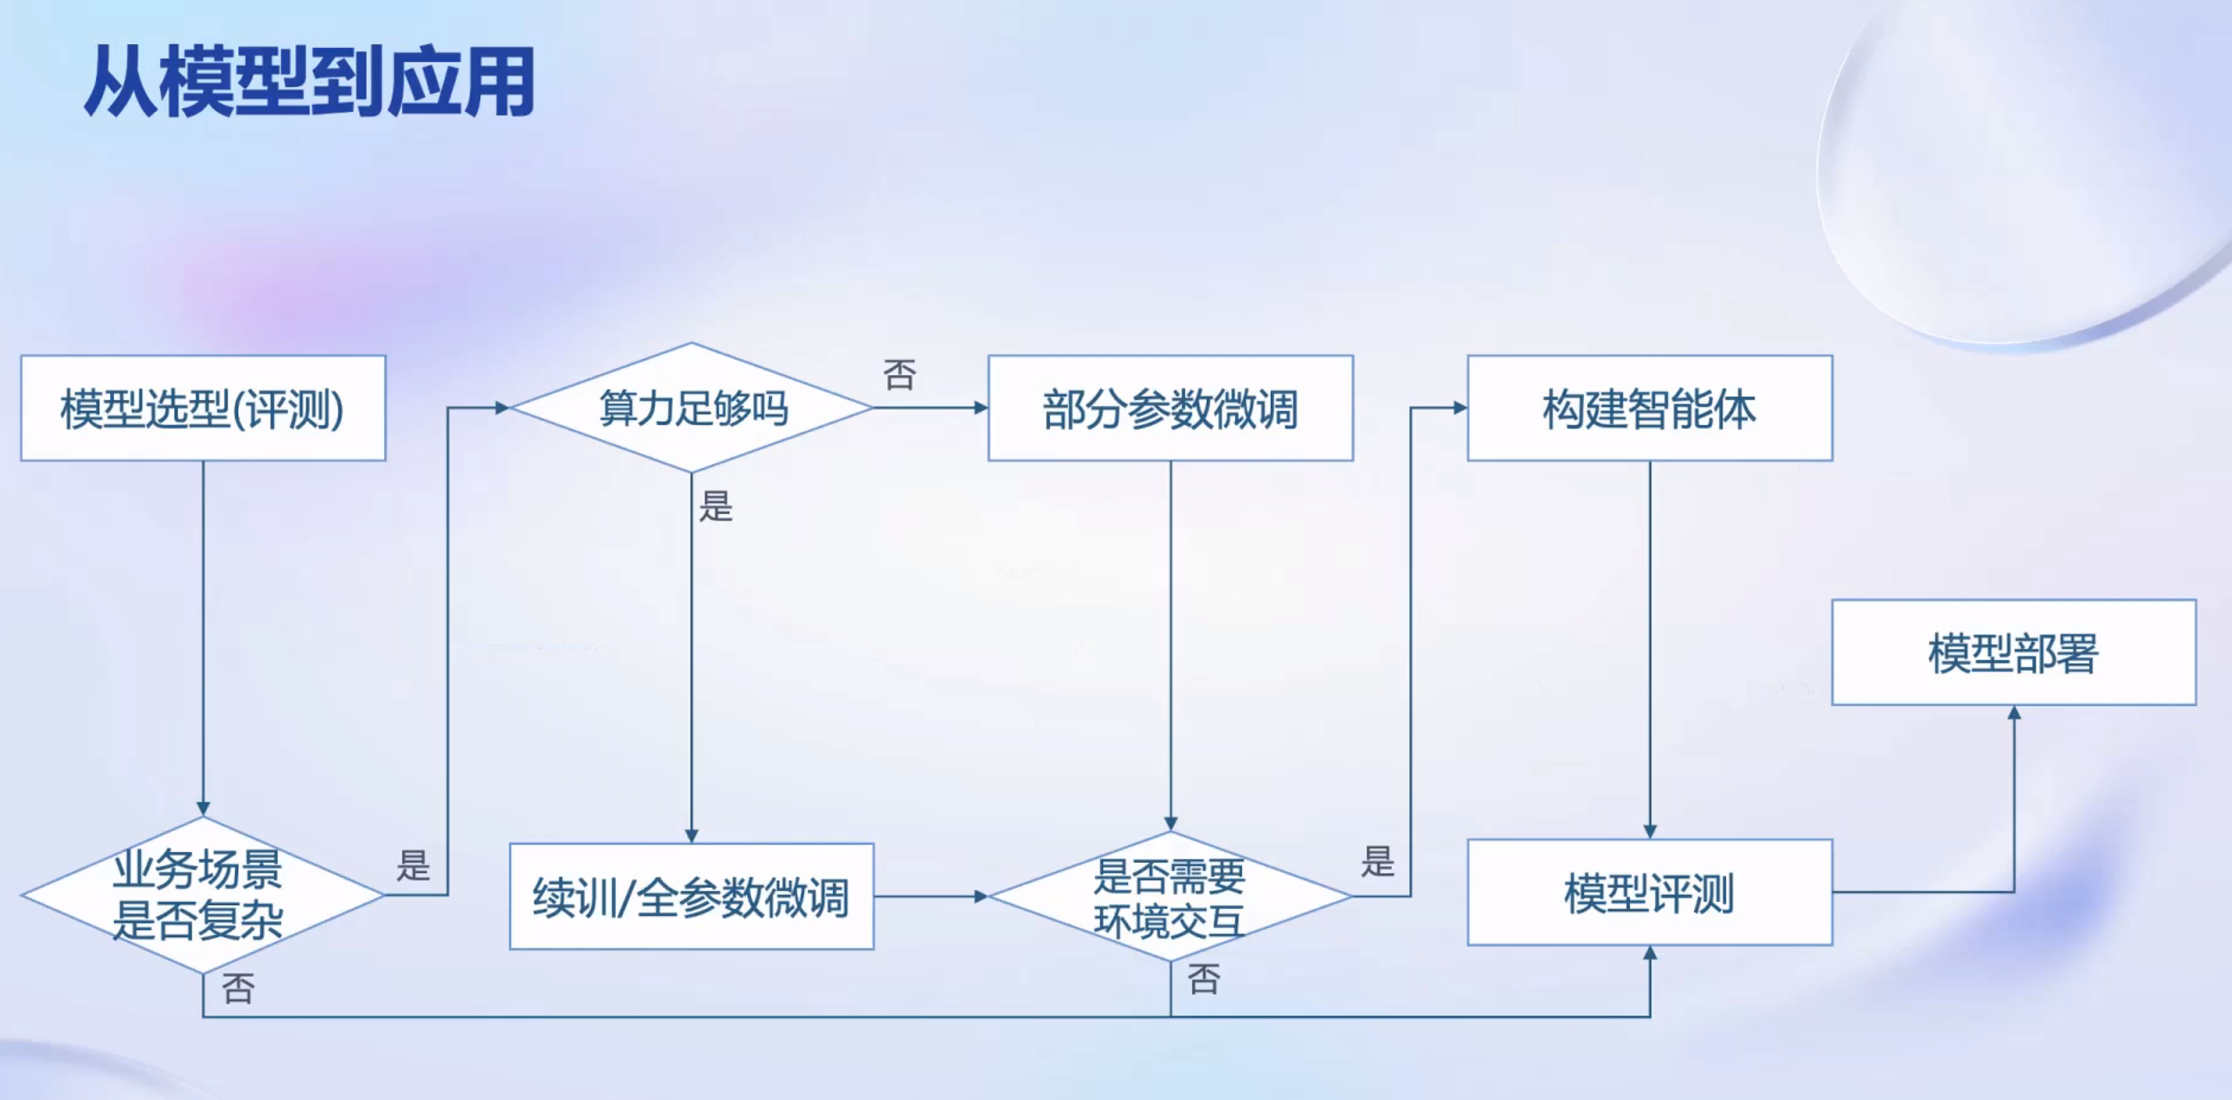 从模型到应用
模型选型(评测)
算力足够吗
否
部分参数微调
构建智能体
是
模型部署
业务场景
是否复杂
是
续训/全参数微调
是否需要
环境交互
是
模型评测
否
否